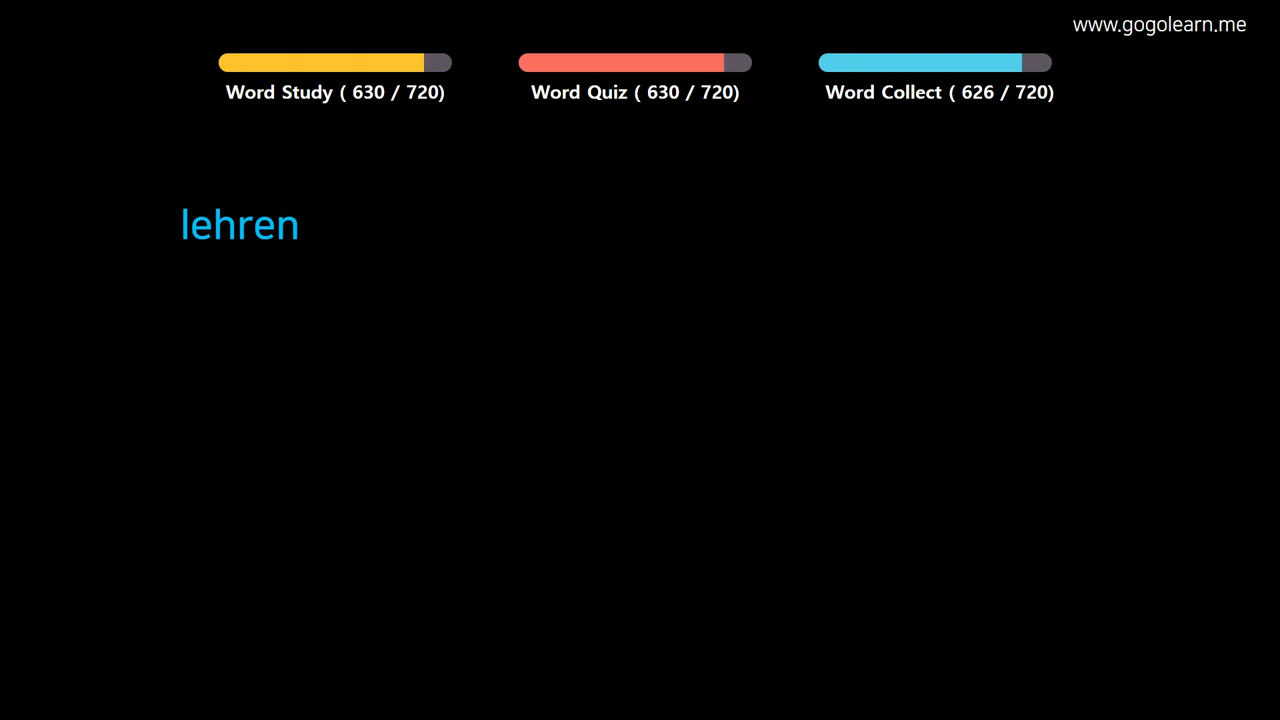 www.gogolearn.me
Word Study ( 630 / 720)
Word Quiz ( 630 / 720)
Word Collect ( 626 / 720)
lehren